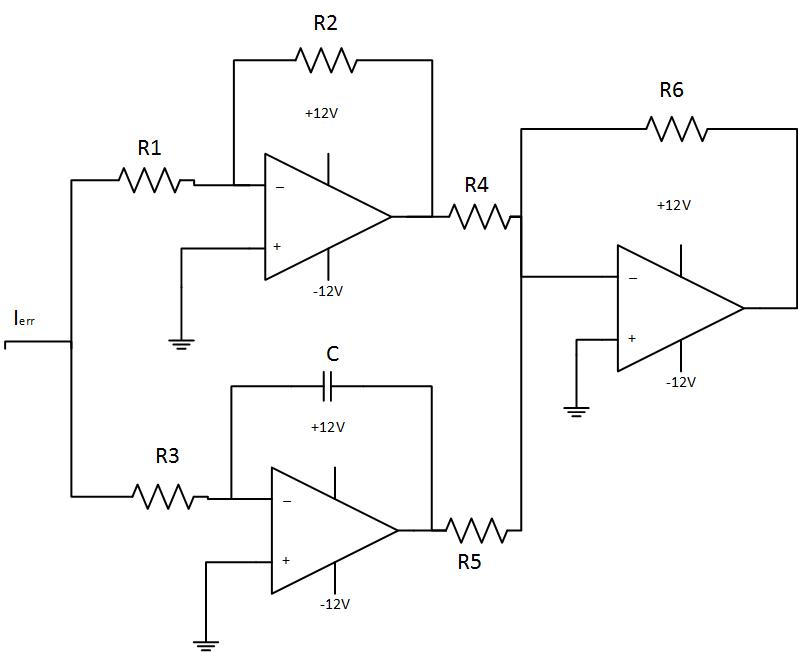 R2
+12V
R1
−
+
-12V
R4
R6
+12V
−
+
-12V
Ierr
C
+12V
R3
−
+
-12V
R5